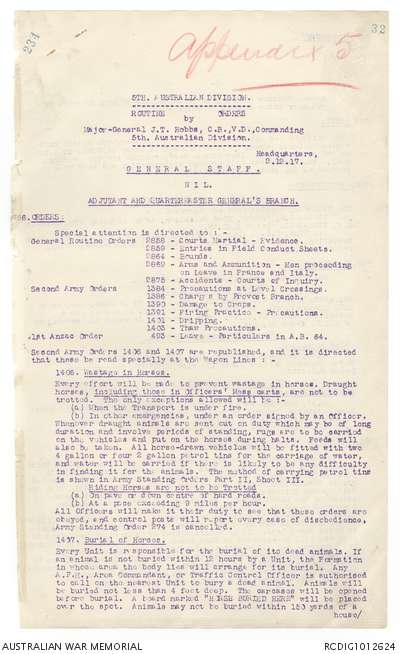 32
231
Appendix 5
5TH. AUSTRALIAN DIVISION.
ROUTINE ORDERS
by
Major-General J.T. Hobbs, C.B., V.D., Commanding
5th. Australian Division.
Headquarters,
12.17.
GENERAL STAFF.
NIL.
ADJUTANT AND QUARTERMASTER GENERAL'S BRANCH.
ORDERS:
Special attention is directed to : -
General Routine Orders 2858 - Courts Martial - Evidence.
2859 - Entries in Field Conduct Sheets.
2864 - Bounds.
2869 - Arms and Ammunition - Men proceeding
on Leave in France and Italy.
2875 - Accidents - Courts of Inquiry.
Second Army Orders 1384 - Precautions at Level Crossings.
1386 - Charges by Provost Branch.
1390 - Damage to Crops.
1391 - Firing Practice - Precautions.
1401 - Dripping.
1403 - Thaw Precautions.
1st Anzac Order 693 - Leave - Particulars in A.B. 64.
Second Army Orders 1406 and 1407 are republished, and it is directed
that these be read specially at the Wagon Lines : -
1406. Wastage in Horses.
Every effort will be made to prevent wastage in horses. Draught
horses, including those in Officers' Mess carts, are not to be
trotted. The only exceptions allowed will be : -
(a) When the Transport is under fire.
(b) In other emergencies, under an order signed by an Officer.
Whenever draught animals are sent out on duty which may be of long
duration and involve periods of standing, rugs are to be carried
on the vehicles and put on the horses during halts. Feeds will
also be taken. All horse-drawn vehicles will be fitted with two
4 gallon or four 2 gallon petrol tins for the carriage of water,
and water will be carried if there is likely to be any difficulty
in finding it for the animals. The method of carrying petrol tins
is shewn in Army Standing Orders Part II, Sheet III.
Riding Horses are not to be Trotted
(a) On pave or down centre of hard roads.
(b) At a pace exceeding 8 miles per hour.
All Officers will make it their duty to see that these orders are
obeyed, and control posts will report every case of disobedience.
Army Standing Order 274 is cancelled.
1407. Burial of Horses.
Every Unit is responsible for the burial of its dead animals. If
an animal is not buried within 12 hours by a Unit, the Formation
in whose area the body lies will arrange for its burial. Any
A.P.M., Area Commandant, or Traffic Control Officer is authorised
to call on the nearest Unit to bury a dead animal. Animals will
be buried not less than 4 feet deep. The carcases will be opened
before burial. A board marked "HORSE BURIED HERE" will be placed
over the spot. Animals may not be buried within 150 yards of a
house/
AUSTRALIAN WAR MEMORIAL
RCDIG1012624